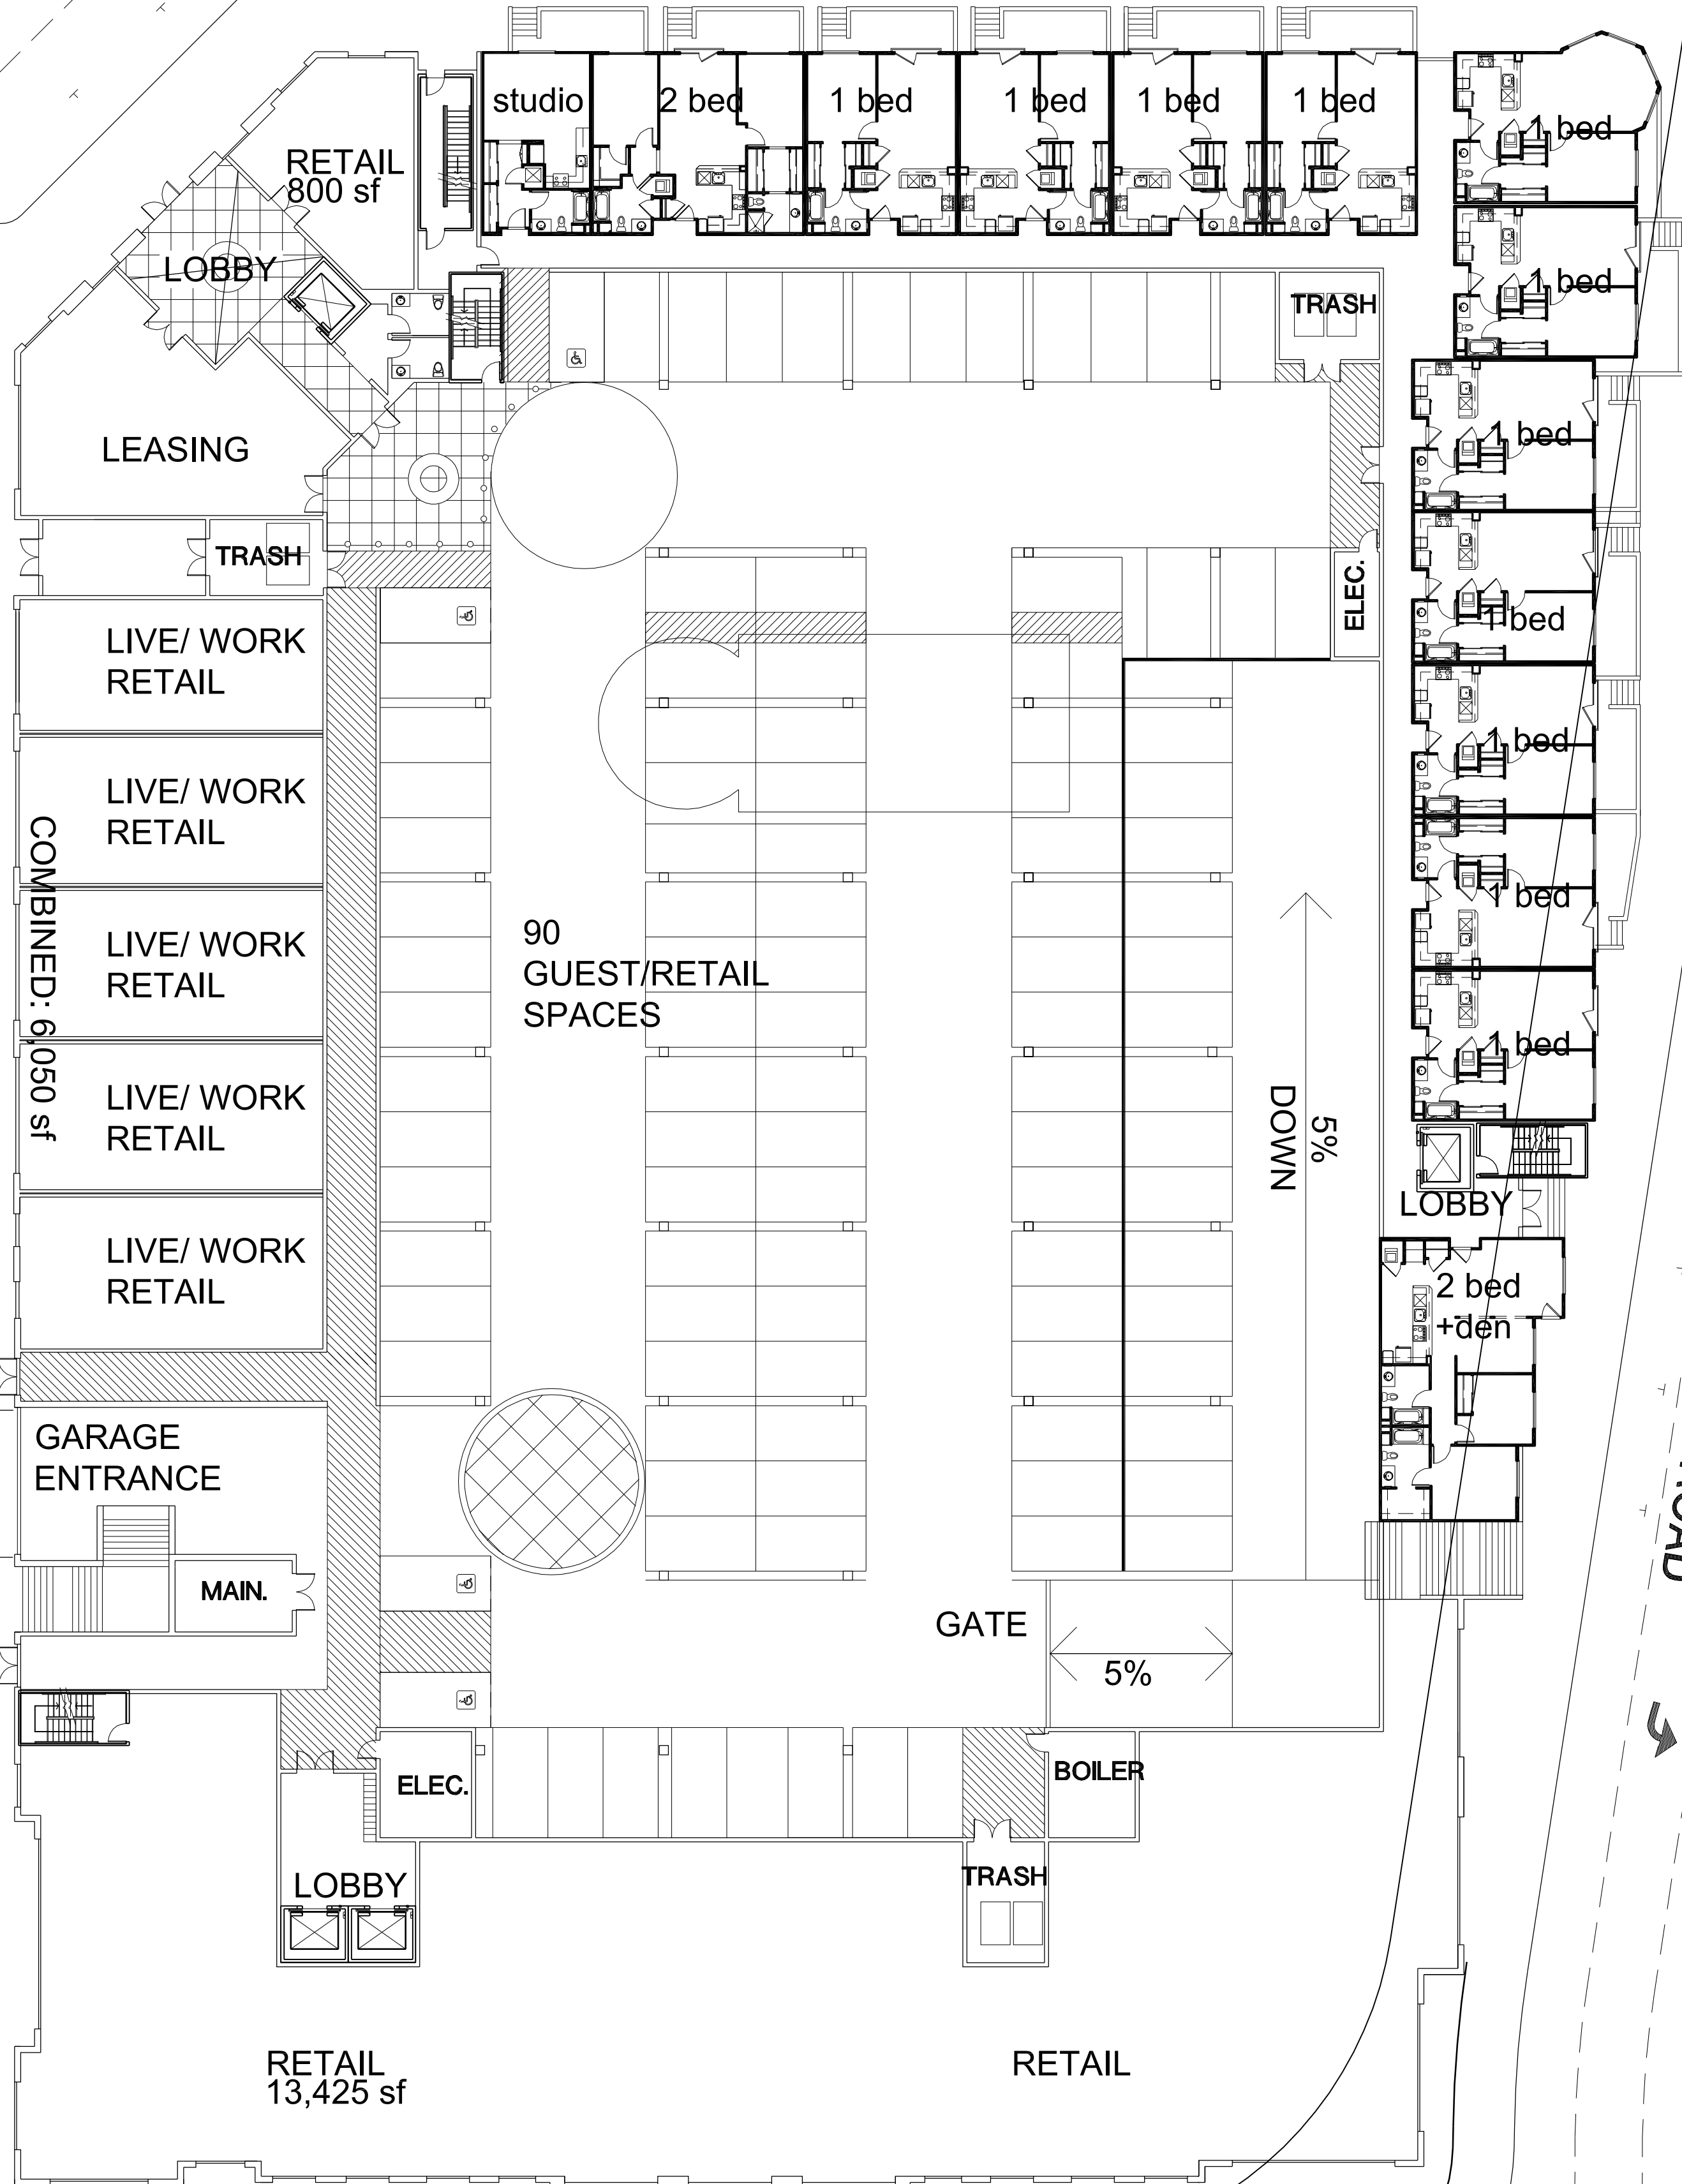 studio
2 bed
1 bed
1 bed
1 bed
1 bed
1 bed
RETAIL
800 sf
LOBBY
1 bed
TRASH
LEASING
1 bed
TRASH
ELEC.
1 bed
LIVE/ WORK
RETAIL
1 bed
LIVE/ WORK
RETAIL
COMBINED: 6,050 sf
1 bed
90
GUEST/RETAIL
SPACES
LIVE/ WORK
RETAIL
1 bed
LIVE/ WORK
RETAIL
5%
DOWN
LOBBY
LIVE/ WORK
RETAIL
2 bed
+den
GARAGE
ENTRANCE
MAIN.
GATE
5%
ELEC.
BOILER
LOBBY
TRASH
RETAIL
13,425 sf
RETAIL